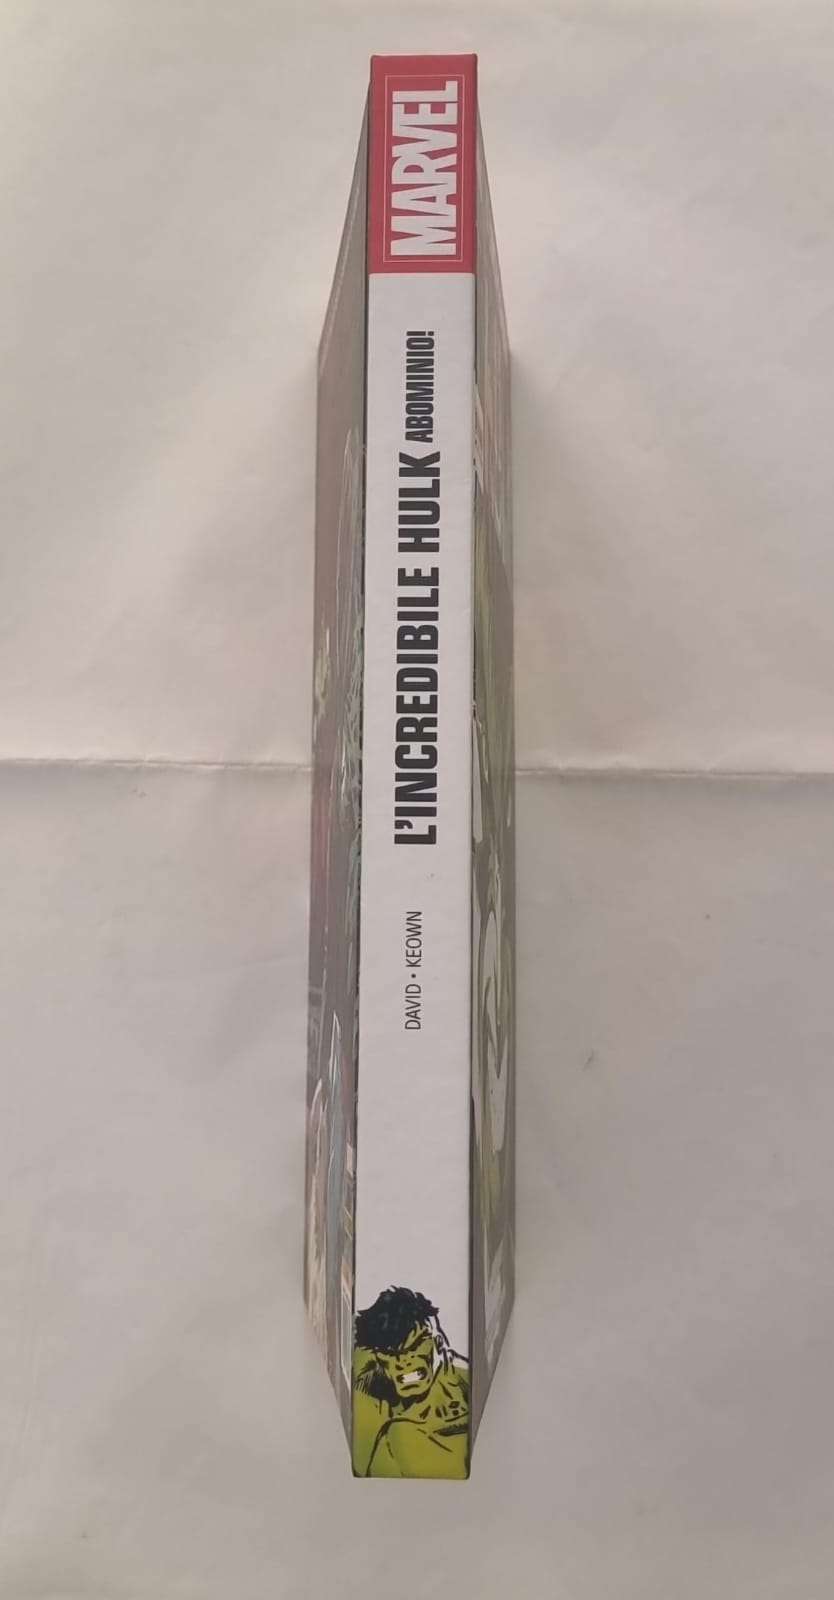 MARVEL
L'INCREDIBILE HULK ABOMINIO!
DAVID • KEOWN